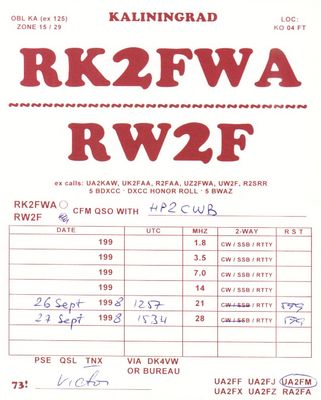 OBL KA (ex 125)
ZONE 15 / 29
KALININGRAD
LOC:
KO 04 FT
RK2FWA
RW2F
ex calls: UA2KAW, UK2FAA, R2FAA, UZ2FWA, UW2F, R2SRR
5 BDXCC · DXCC HONOR ROLL · 5 BWAZ
RK2FWA
RW2F
CFM QSO WITH HP2CWB
DATE UTC MHZ 2-WAY R S T
199 1.8 CW / SSB / RTTY
199 3.5 CW / SSB / RTTY
199 7.0 CW / SSB / RTTY
199 14 CW / SSB / RTTY
26 Sept 1998 1257 21 CW / SSB / RTTY 599
27 Sept 1998 1534 28 CW / SSB / RTTY 599
PSE QSL TNX VIA DK4VW
OR BUREAU
73! Victor
UA2FF UA2FJ UA2FM
UA2FX UA2FZ RA2FA